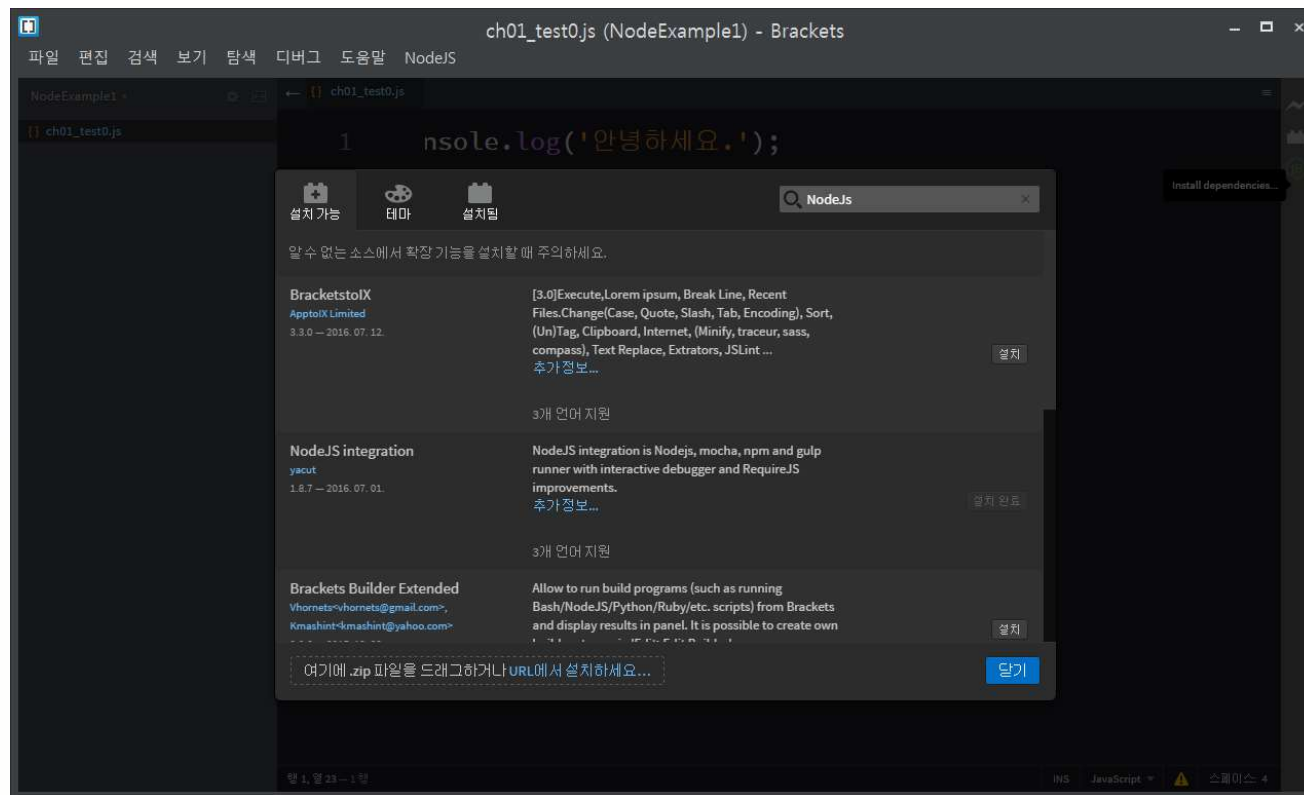 ch01_test0.js (NodeExample1) - Brackets
파일 편집 검색 보기 탐색 디버그 도움말 NodeJS
NodeExample1
ch01_test0.js
{} ch01_test0.js
1 nsole.log('안녕하세요.');
Install dependencies...
설치 가능 테마 설치됨
NodeJs
알 수 없는 소스에서 확장 기능을 설치할 때 주의하세요.
BracketstoIX
ApptoIX Limited
3.3.0 — 2016. 07. 12.
[3.0]Execute,Lorem ipsum, Break Line, Recent
Files.Change(Case, Quote, Slash, Tab, Encoding), Sort,
(Un)Tag, Clipboard, Internet, (Minify, traceur, sass,
compass), Text Replace, Extrators, JSLint ...
추가 정보...
설치
3개 언어 지원
NodeJS integration
yacut
1.8.7 — 2016. 07. 01.
NodeJS integration is Nodejs, mocha, npm and gulp
runner with interactive debugger and RequireJS
improvements.
추가 정보...
설치 완료
3개 언어 지원
Brackets Builder Extended
Vhornets<vhornets@gmail.com>,
Kmashint<kmashint@yahoo.com>
Allow to run build programs (such as running
Bash/NodeJS/Python/Ruby/etc. scripts) from Brackets
and display results in panel. It is possible to create own
설치
여기에 .zip 파일을 드래그하거나 URL에서 설치하세요...
닫기
행 1, 열 23 — 1 행
INS JavaScript 스페이스: 4